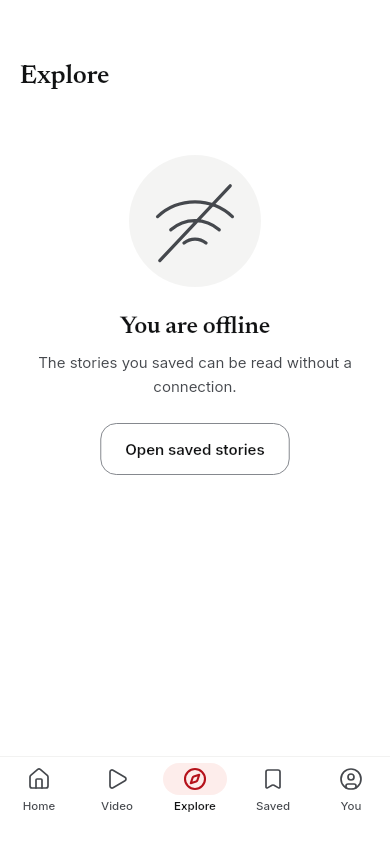 Explore
You are offline
The stories you saved can be read without a
connection.
Open saved stories
Home
Video
Explore
Saved
You